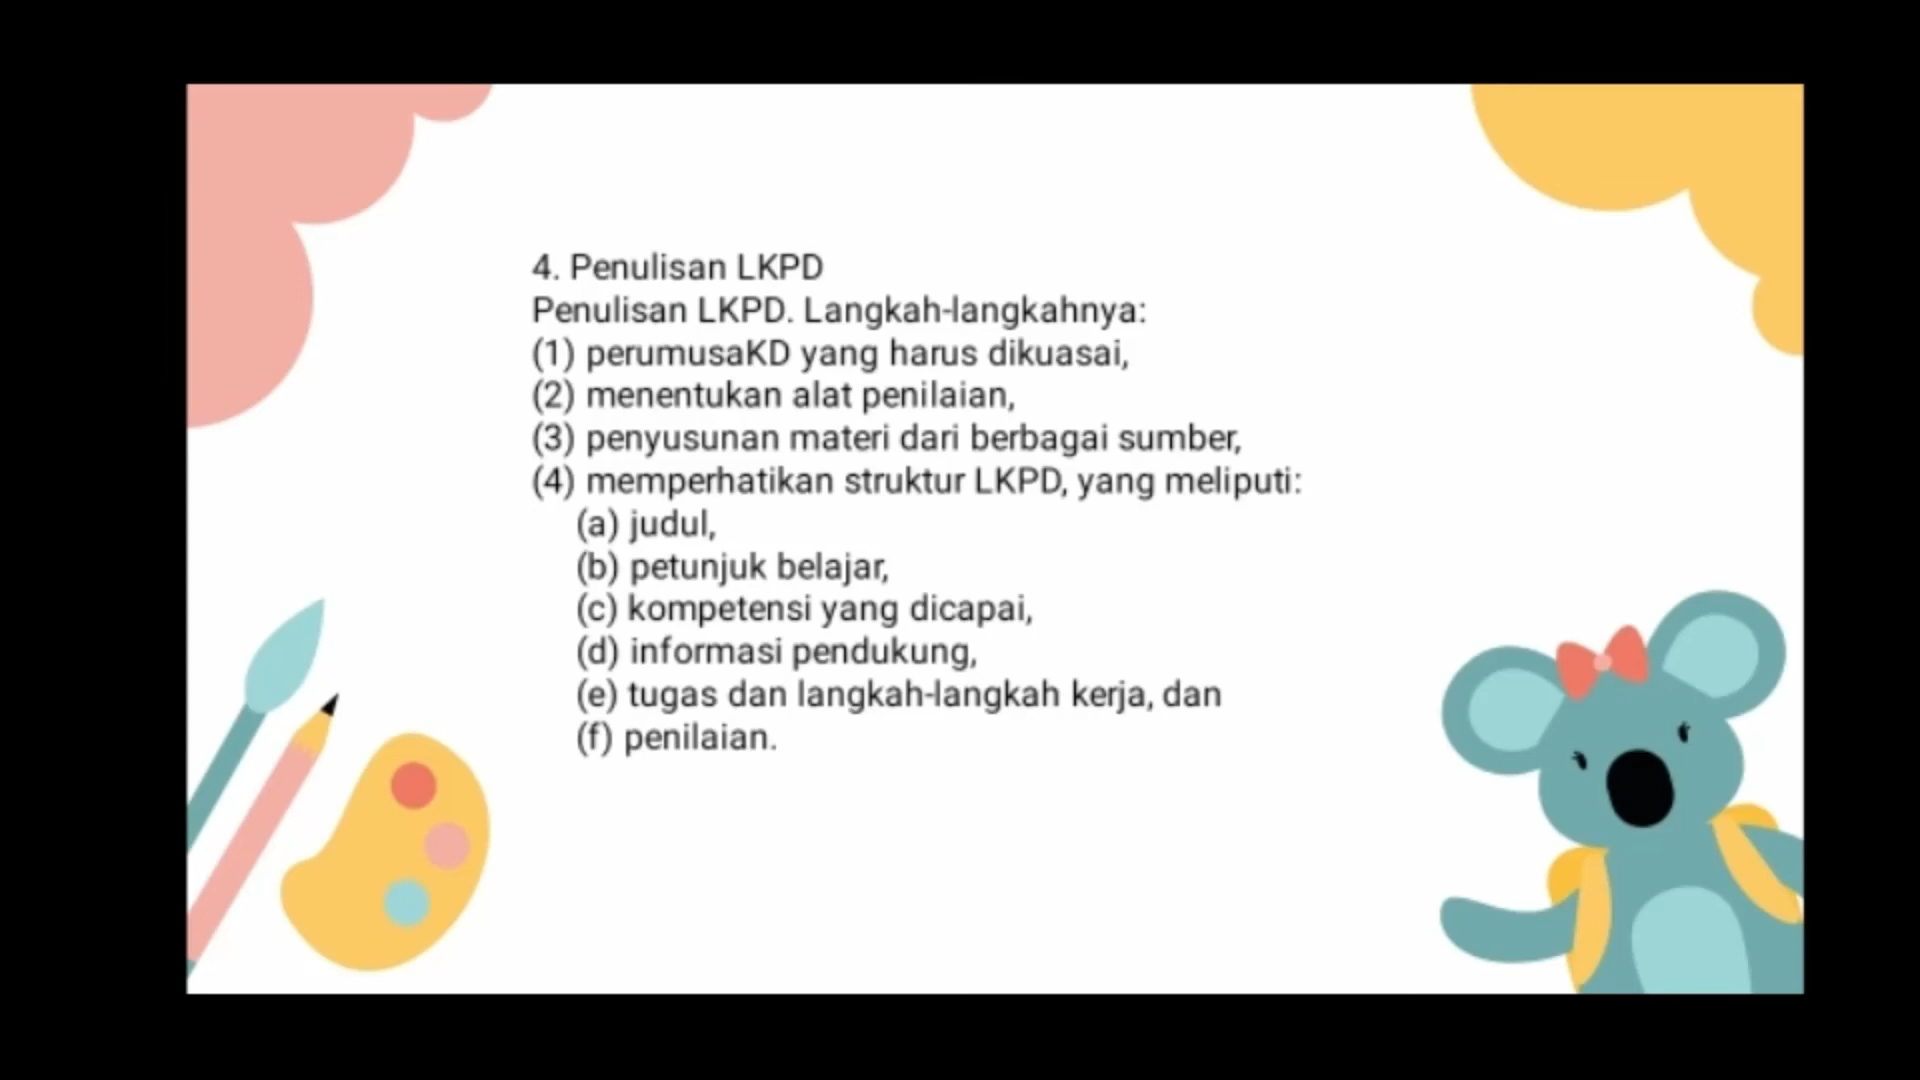 4. Penulisan LKPD
Penulisan LKPD. Langkah-langkahnya:
(1) perumusaKD yang harus dikuasai,
(2) menentukan alat penilaian,
(3) penyusunan materi dari berbagai sumber,
(4) memperhatikan struktur LKPD, yang meliputi:
(a) judul,
(b) petunjuk belajar,
(c) kompetensi yang dicapai,
(d) informasi pendukung,
(e) tugas dan langkah-langkah kerja, dan
(f) penilaian.